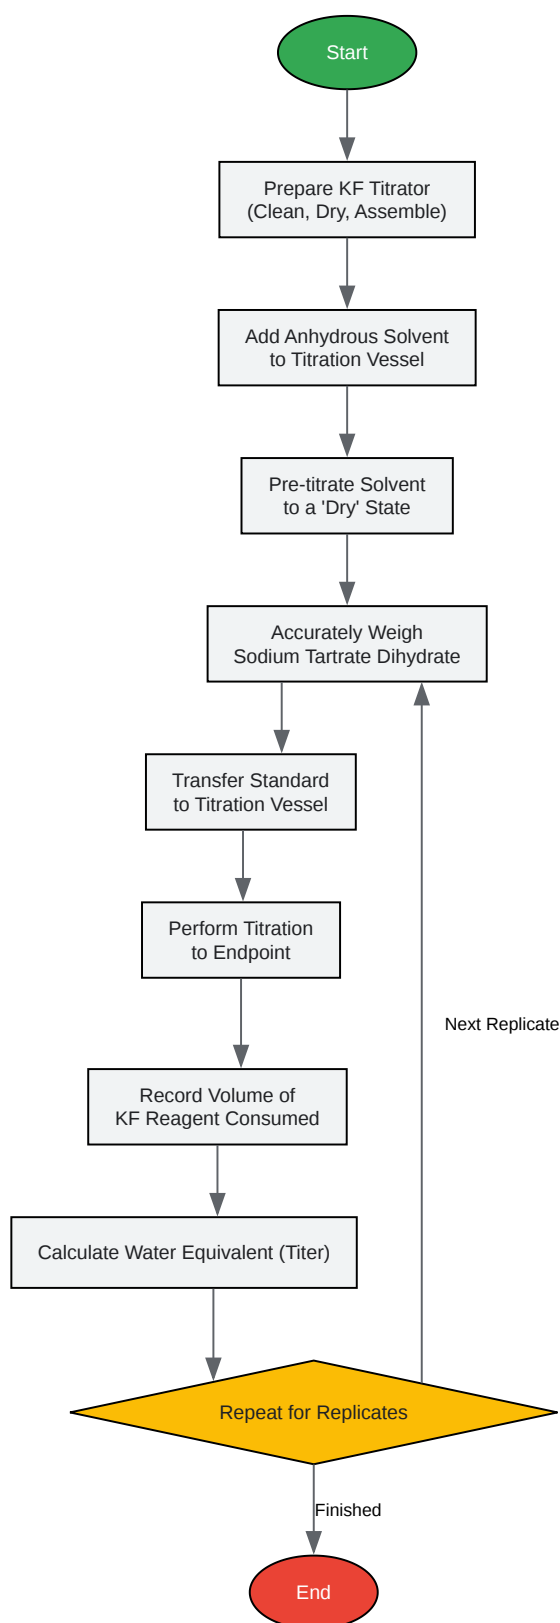 Start
Prepare KF Titrator
(Clean, Dry, Assemble)
Add Anhydrous Solvent
to Titration Vessel
Pre-titrate Solvent
to a 'Dry' State
Accurately Weigh
Sodium Tartrate Dihydrate
Transfer Standard
to Titration Vessel
Perform Titration
to Endpoint
Next Replicate
Record Volume of
KF Reagent Consumed
Calculate Water Equivalent (Titer)
Repeat for Replicates
Finished
End